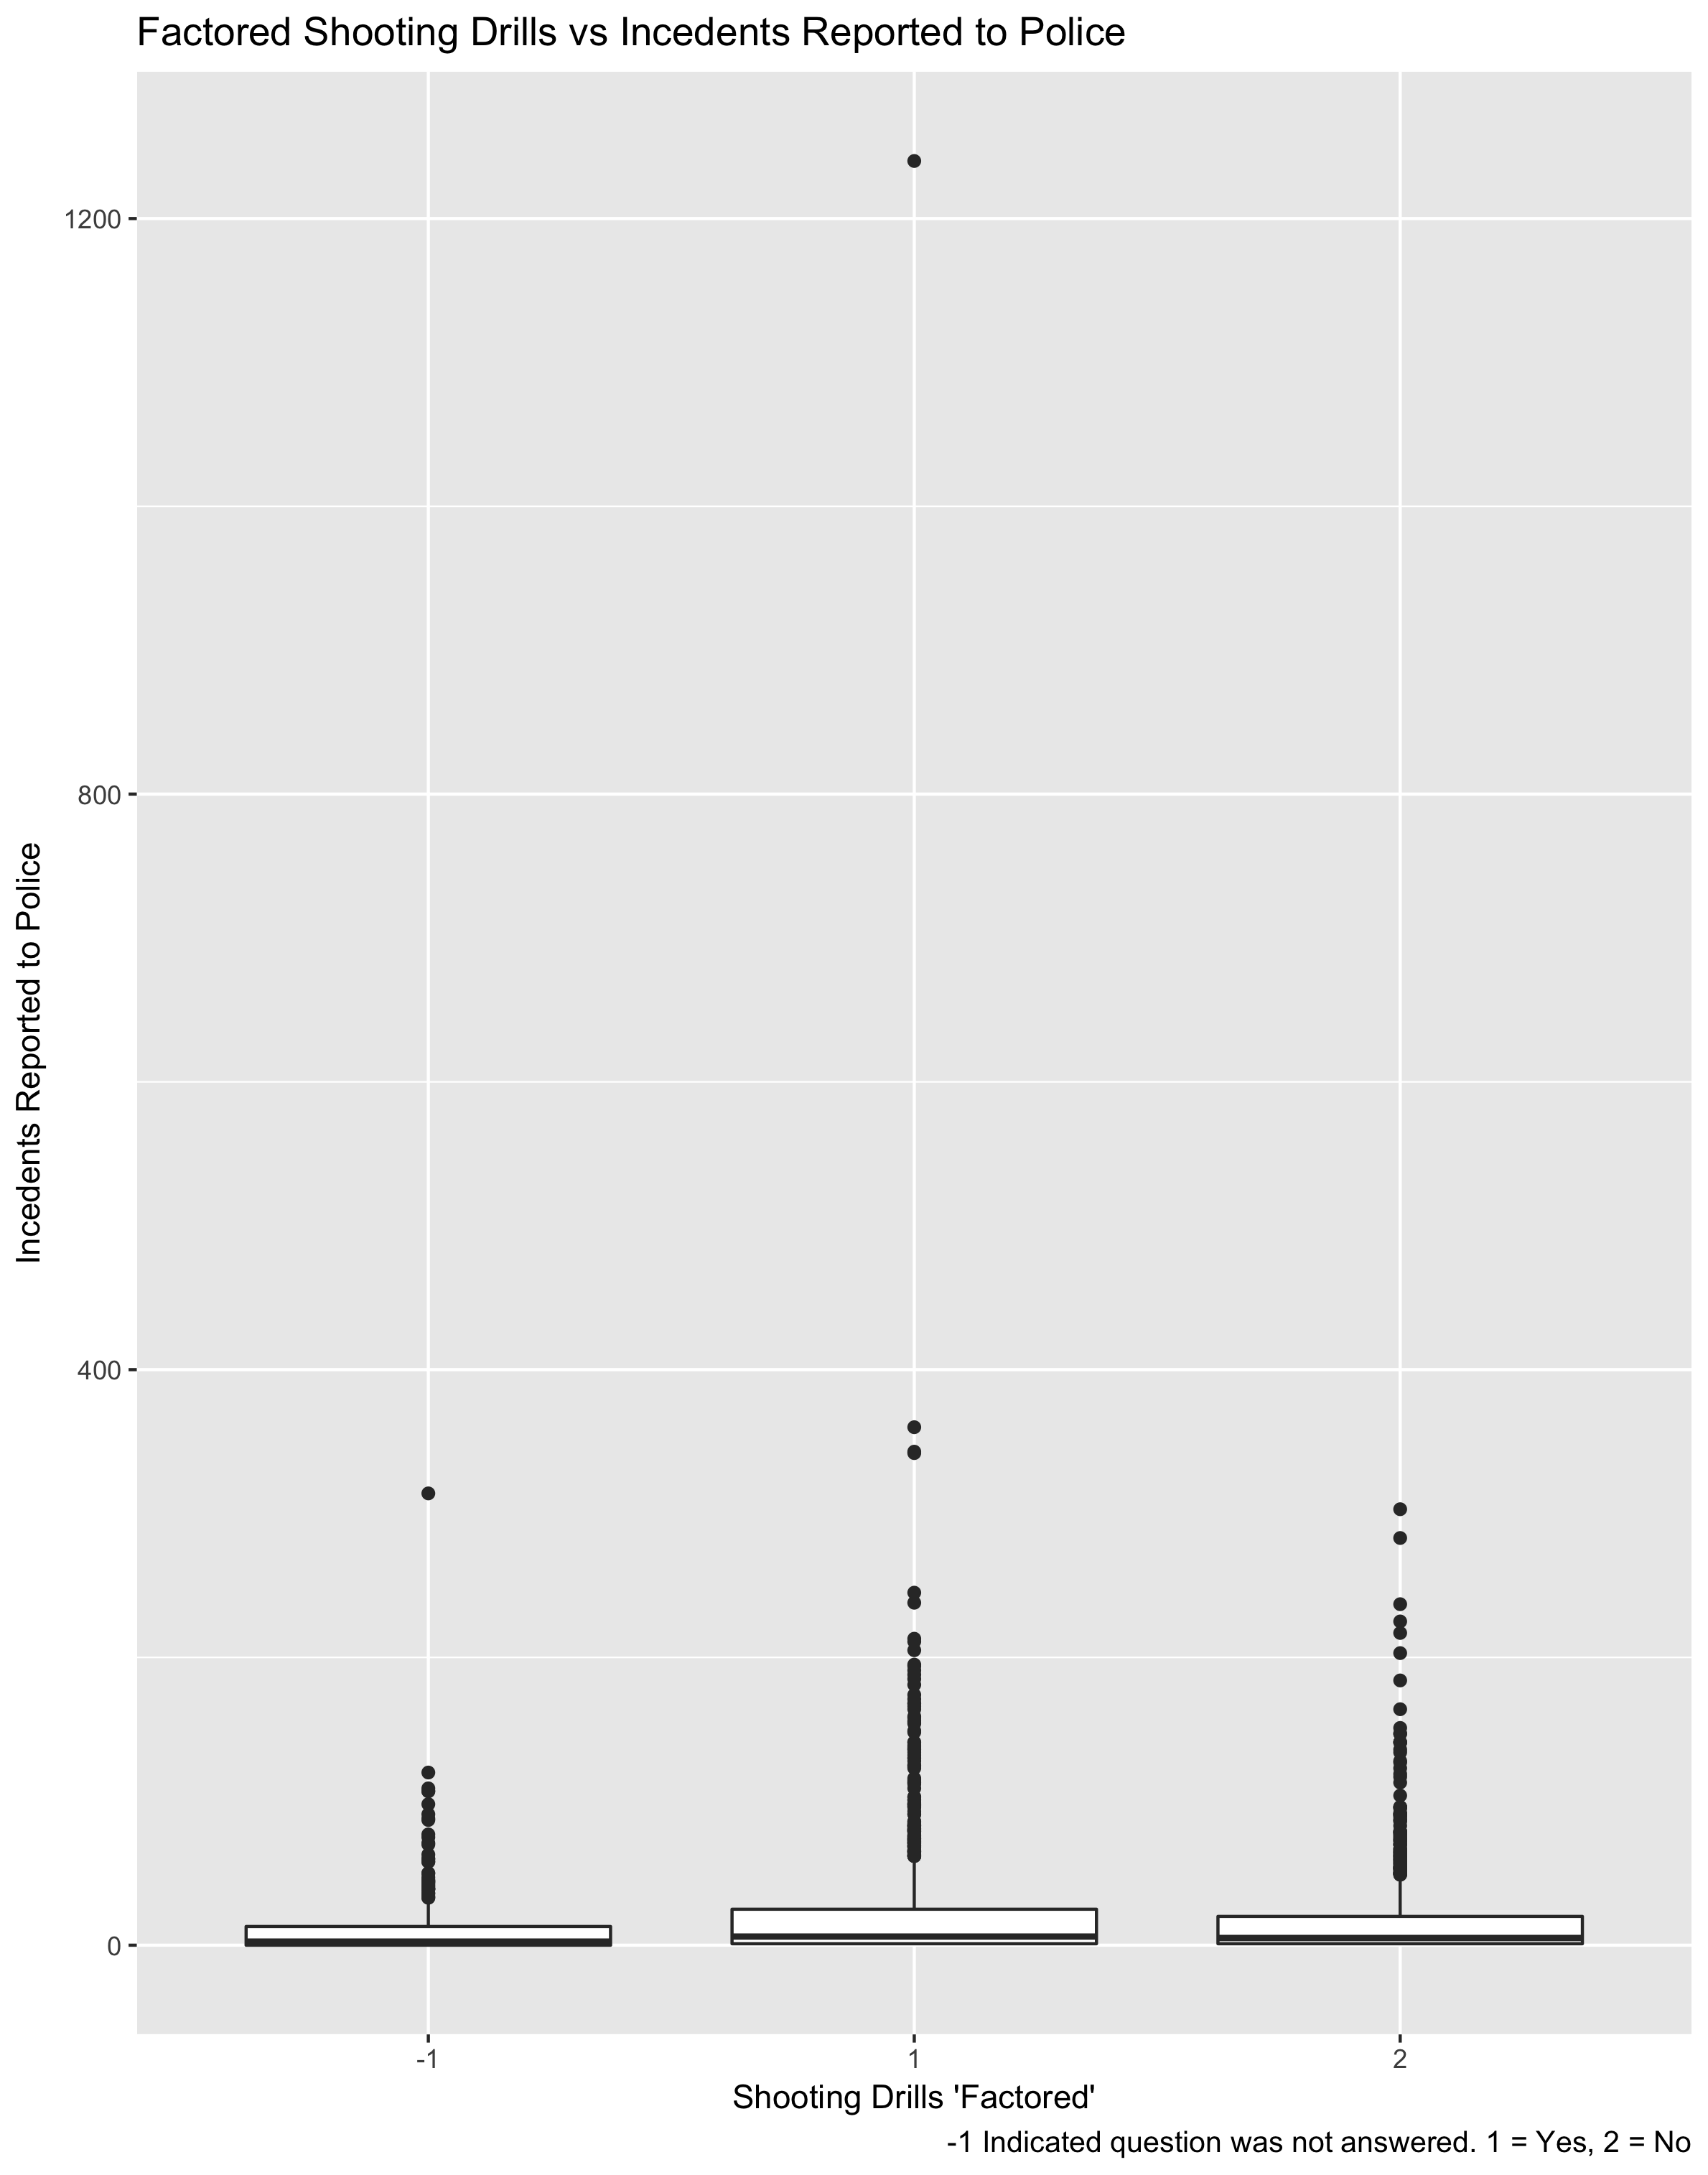 Factored Shooting Drills vs Incedents Reported to Police
Incedents Reported to Police
1200
800
400
0
-1
1
2
Shooting Drills 'Factored'
-1 Indicated question was not answered. 1 = Yes, 2 = No